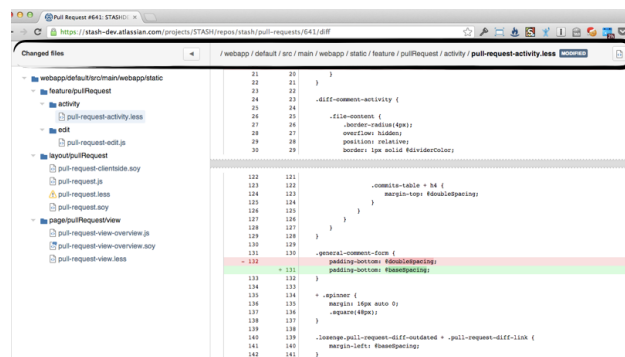 Pull Request #641: STASHD
https://stash-dev.atlassian.com/projects/STASH/repos/stash/pull-requests/641/diff
Changed files
/ webapp / default / src / main / webapp / static / feature / pullRequest / activity / pull-request-activity.less MODIFIED
webapp/default/src/main/webapp/static
feature/pullRequest
activity
pull-request-activity.less
edit
pull-request-edit.js
layout/pullRequest
pull-request-clientside.soy
pull-request.js
pull-request.less
pull-request.soy
page/pullRequest/view
pull-request-view-overview.js
pull-request-view-overview.soy
pull-request-view.less
21 20 }
22 21 }
23 22
24 23 .diff-comment-activity {
25 24
26 25 .file-content {
27 26 .border-radius(4px);
28 27 overflow: hidden;
29 28 position: relative;
30 29 border: 1px solid @dividerColor;
122 121
123 122 .commits-table + h4 {
124 123 margin-top: @doubleSpacing;
125 124 }
126 125 }
127 126 }
128 127 }
129 128 }
130 129
131 130 .general-comment-form {
- 132 padding-bottom: @doubleSpacing;
+ 131 padding-bottom: @baseSpacing;
133 132 }
134 133
135 134 + .spinner {
136 135 margin: 16px auto 0;
137 136 .square(48px);
138 137 }
139 138
140 139 .lozenge.pull-request-diff-outdated + .pull-request-diff-link {
141 140 margin-left: @baseSpacing;
142 141 }